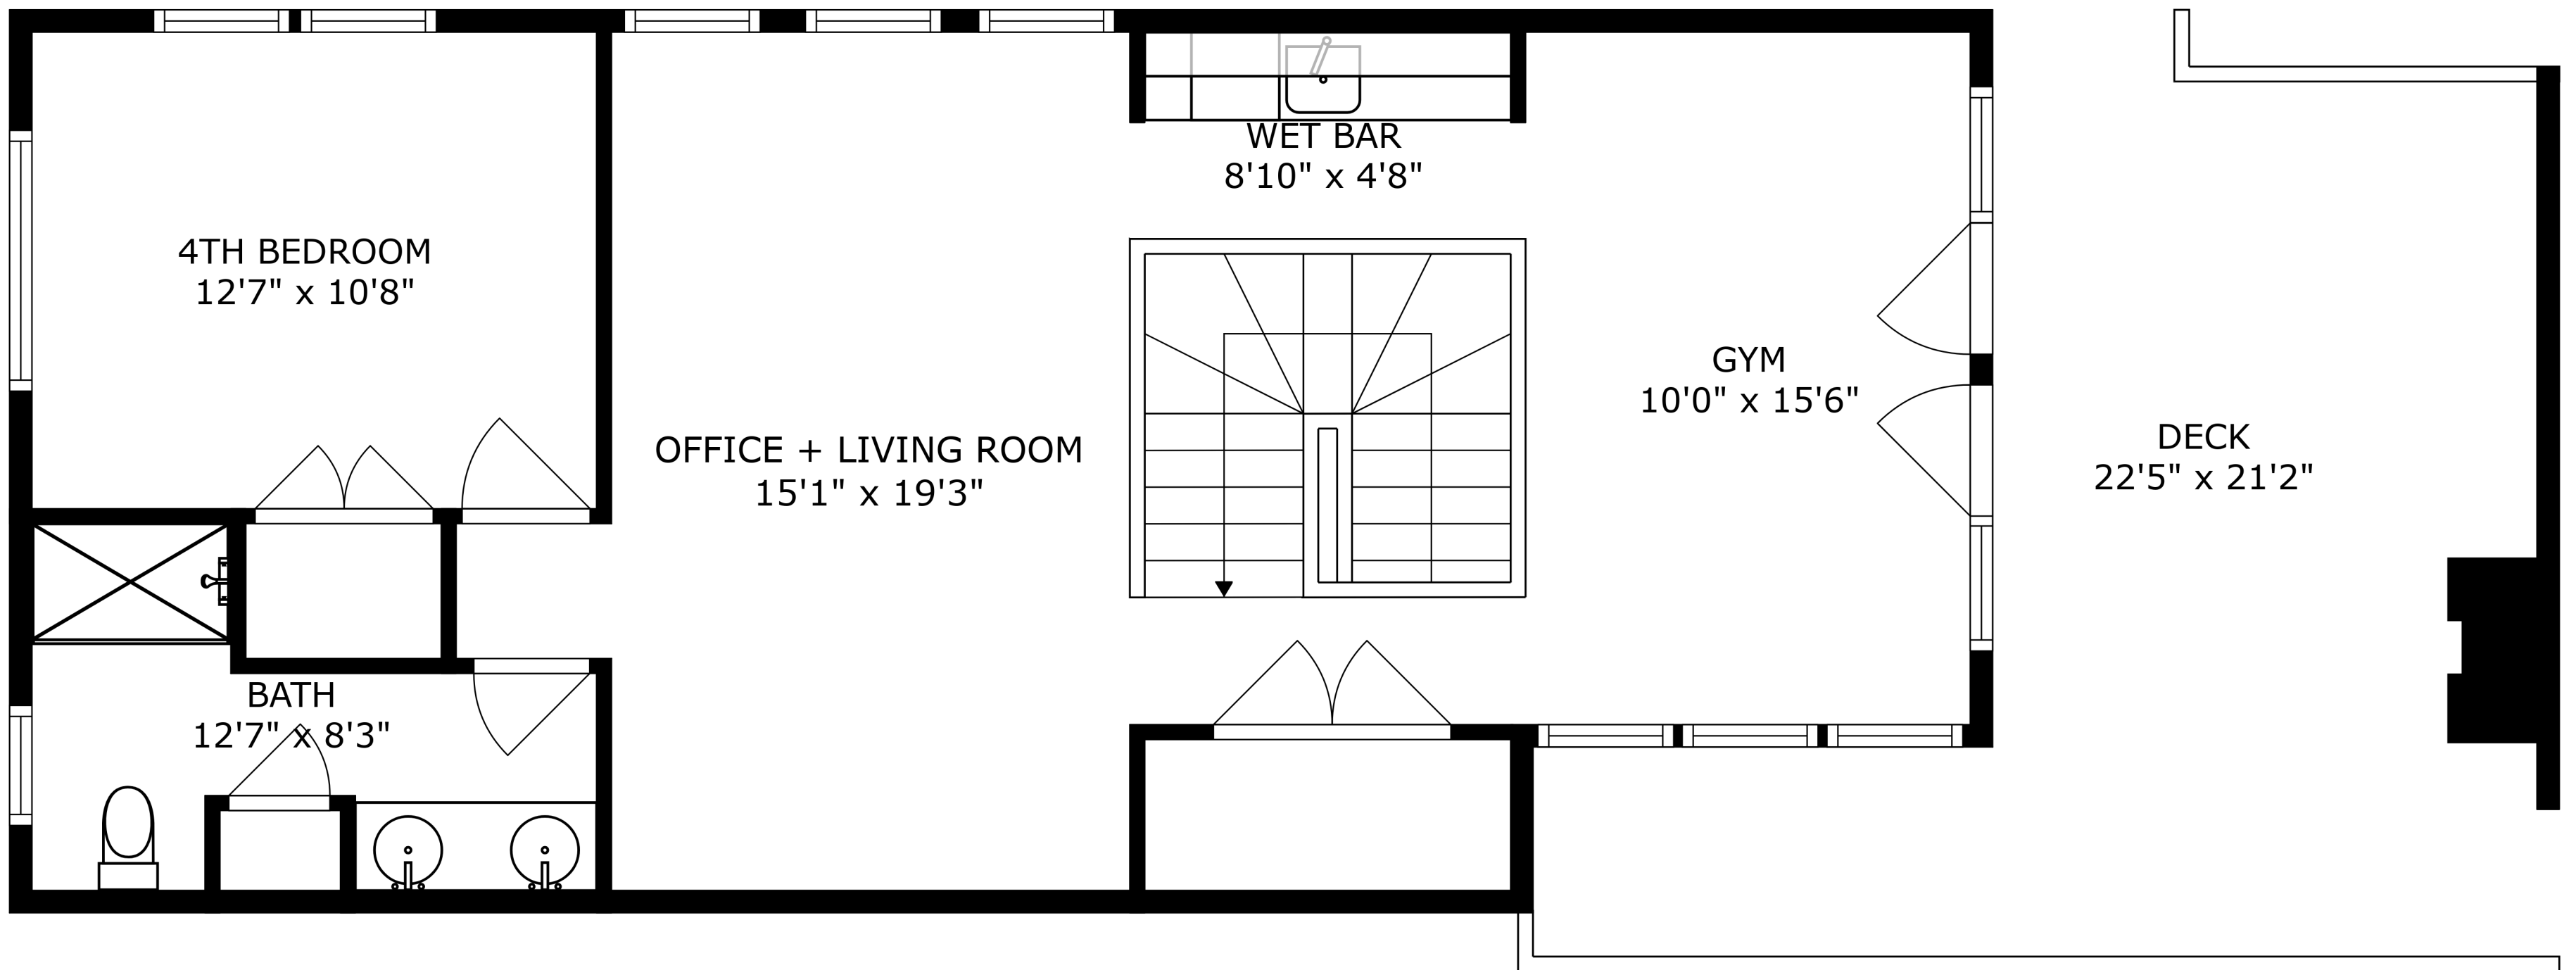 WET BAR
8'10" x 4'8"
4TH BEDROOM
12'7" x 10'8"
GYM
10'0" x 15'6"
OFFICE + LIVING ROOM
15'1" x 19'3"
DECK
22'5" x 21'2"
BATH
12'7" x 8'3"